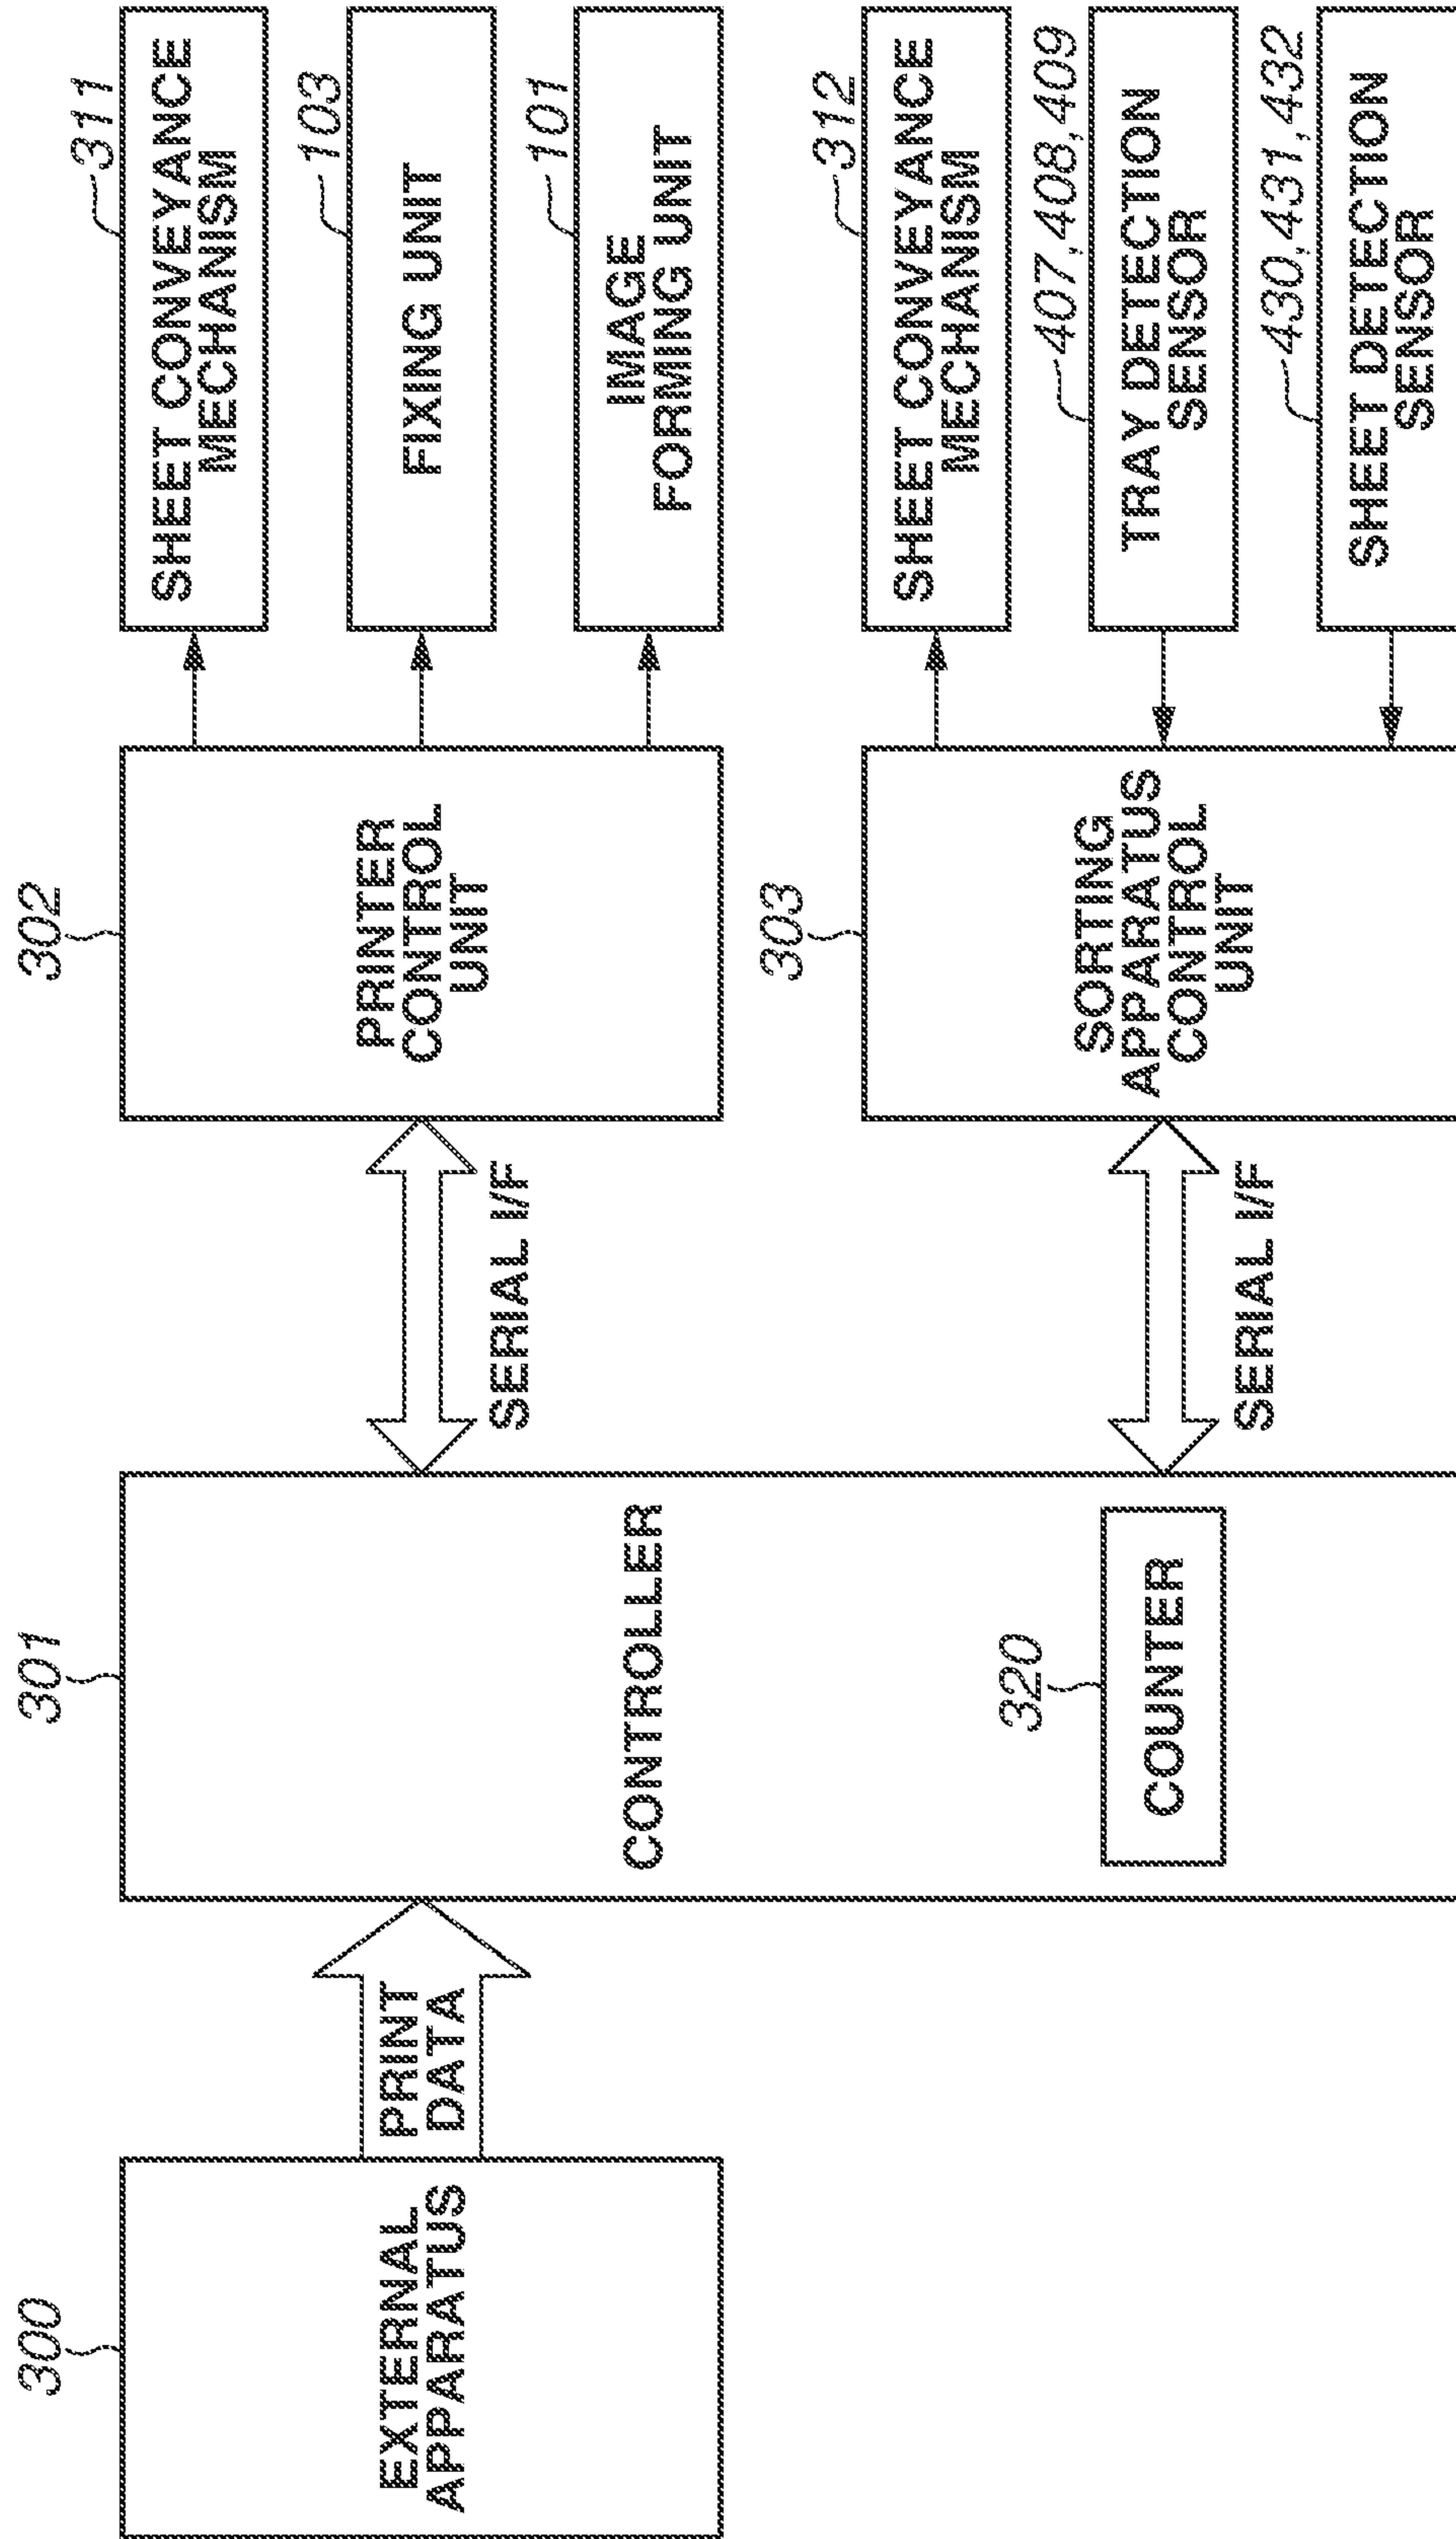 300
EXTERNAL
APPARATUS
PRINT
DATA
301
CONTROLLER
320
COUNTER
SERIAL I/F
SERIAL I/F
302
PRINTER
CONTROL
UNIT
303
SORTING
APPARATUS
CONTROL
UNIT
311
SHEET CONVEYANCE
MECHANISM
103
FIXING UNIT
101
IMAGE
FORMING UNIT
312
SHEET CONVEYANCE
MECHANISM
407,408,409
TRAY DETECTION
SENSOR
430,431,432
SHEET DETECTION
SENSOR